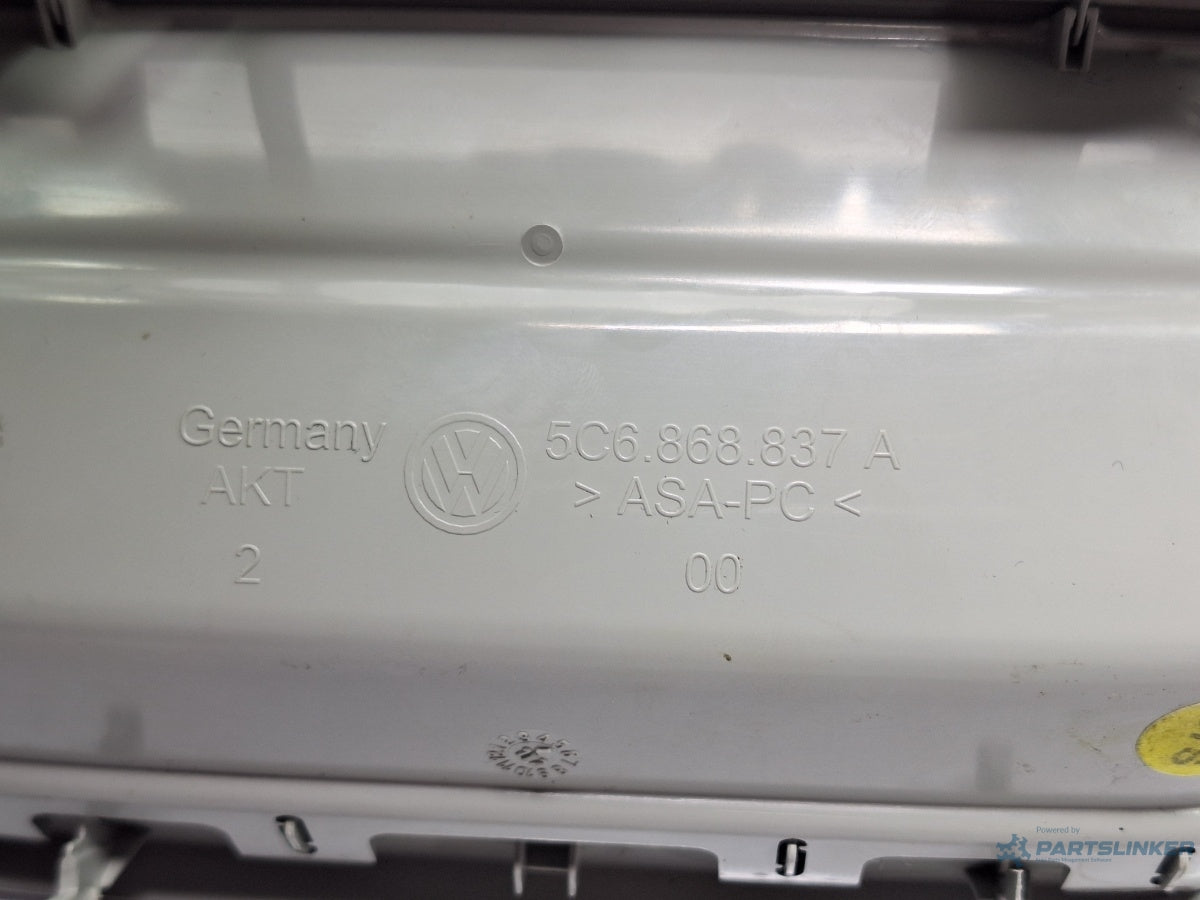 Germany
AKT
5C6.868.837 A
> ASA-PC <
2
00
Powered by
PARTSLINKER